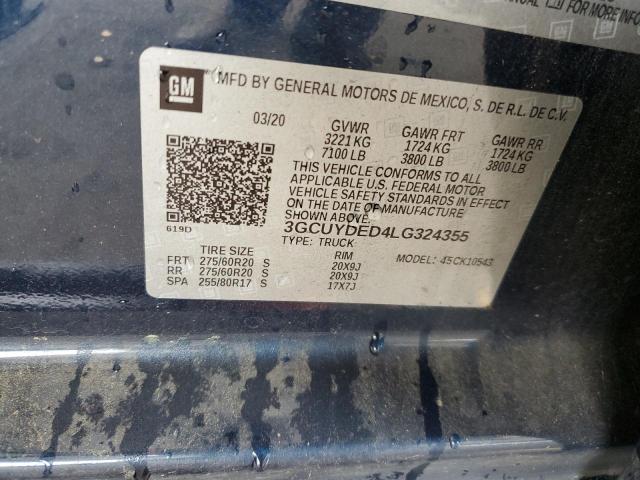 ANUAL FOR MORE INFO
GM MFD BY GENERAL MOTORS DE MEXICO, S. DE R.L. DE C.V.
03/20 GVWR GAWR FRT GAWR RR
3221 KG 1724 KG 1724 KG
7100 LB 3800 LB 3800 LB
THIS VEHICLE CONFORMS TO ALL
APPLICABLE U.S. FEDERAL MOTOR
VEHICLE SAFETY STANDARDS IN EFFECT
ON THE DATE OF MANUFACTURE
SHOWN ABOVE.
619D 3GCUYDED4LG324355
TYPE: TRUCK MODEL: 45CK10543
TIRE SIZE RIM
FRT 275/60R20 S 20X9J
RR 275/60R20 S 20X9J
SPA 255/80R17 S 17X7J